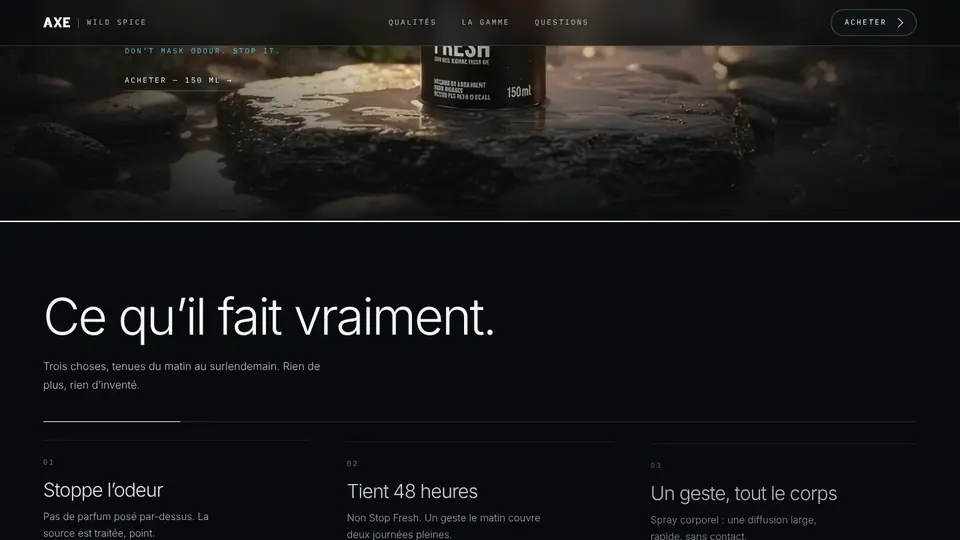 AXE | WILD SPICE
QUALITÉS
LA GAMME
QUESTIONS
ACHETER
DON'T MASK ODOUR. STOP IT.
ACHETER — 150 ML →
FRESH
150ml
Ce qu’il fait vraiment.
Trois choses, tenues du matin au surlendemain. Rien de
plus, rien d’inventé.
01
Stoppe l’odeur
Pas de parfum posé par-dessus. La
source est traitée, point.
02
Tient 48 heures
Non Stop Fresh. Un geste le matin couvre
deux journées pleines.
03
Un geste, tout le corps
Spray corporel : une diffusion large,
rapide, sans contact.